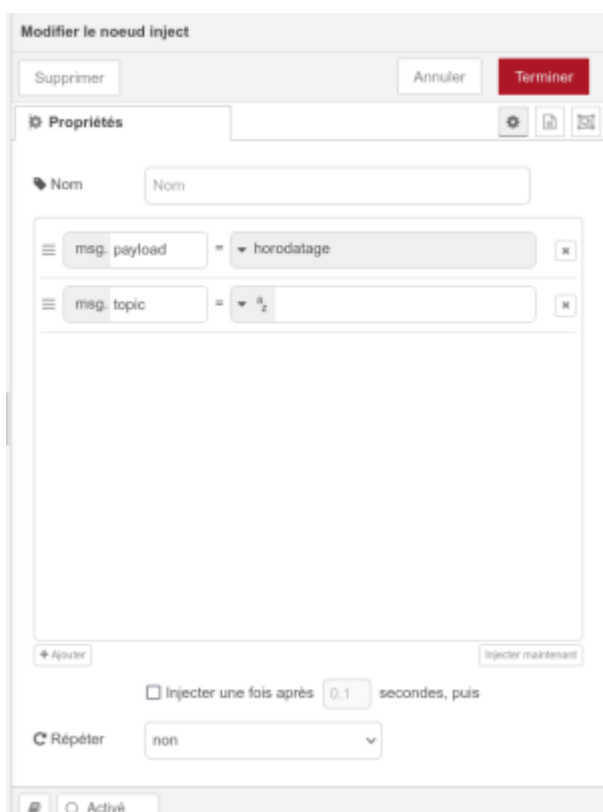 Modifier le noeud inject
Supprimer Annuler Terminer
Propriétés
Nom Nom
msg. payload = horodatage
msg. topic = a z
Ajouter Injecter maintenant
Injecter une fois après 0.1 secondes, puis
Répéter non
Activé